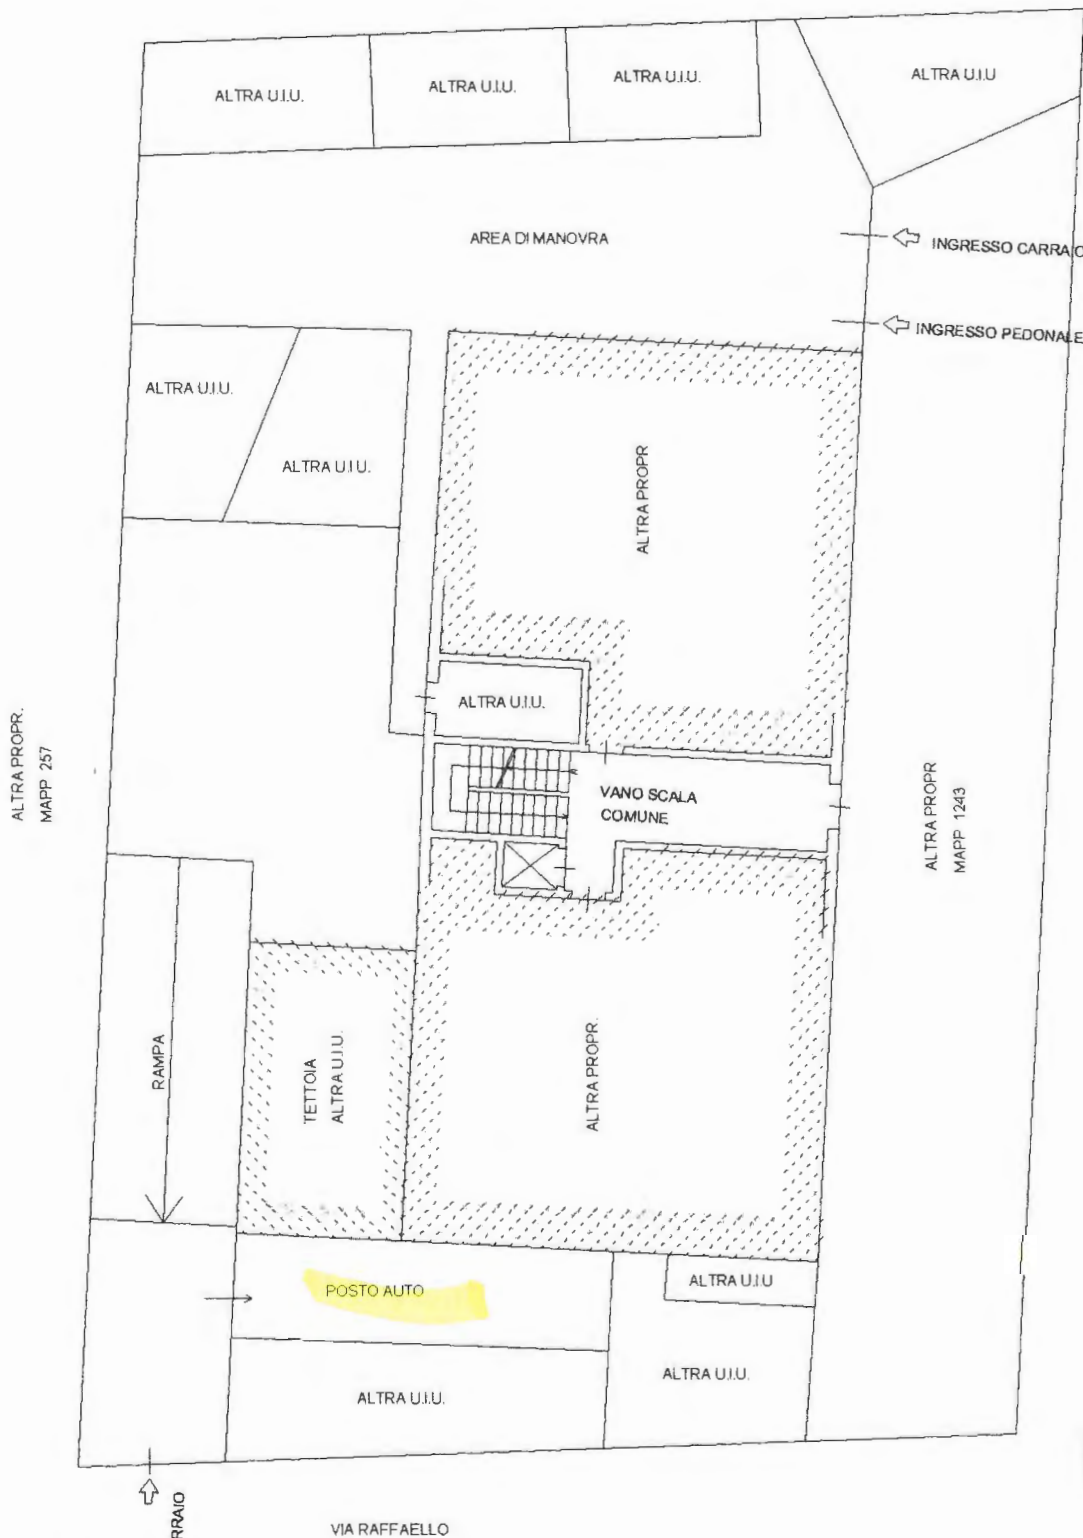 ALTRA U.I.U.
ALTRA U.I.U.
ALTRA U.I.U.
ALTRA U.I.U
AREA DI MANOVRA
INGRESSO CARRAIO
INGRESSO PEDONALE
ALTRA U.I.U.
ALTRA U.I.U.
ALTRA PROPR
ALTRA U.I.U.
ALTRA PROPR.
MAPP 257
VANO SCALA
COMUNE
ALTRA PROPR
MAPP 1243
RAMPA
TETTOIA
ALTRA U.I.U.
ALTRA PROPR.
POSTO AUTO
ALTRA U.I.U
ALTRA U.I.U.
ALTRA U.I.U.
RRAIO
VIA RAFFAELLO